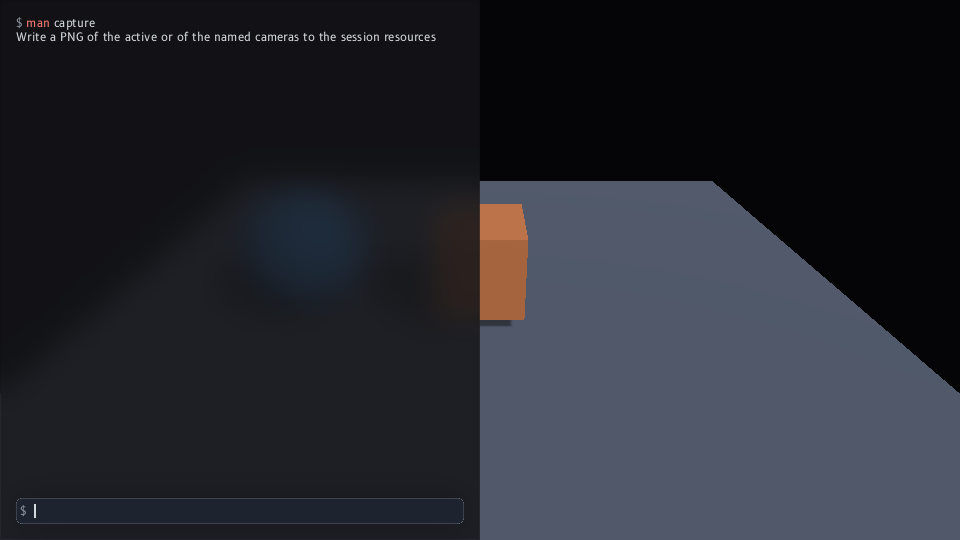 $ man capture
Write a PNG of the active or of the named cameras to the session resources
$